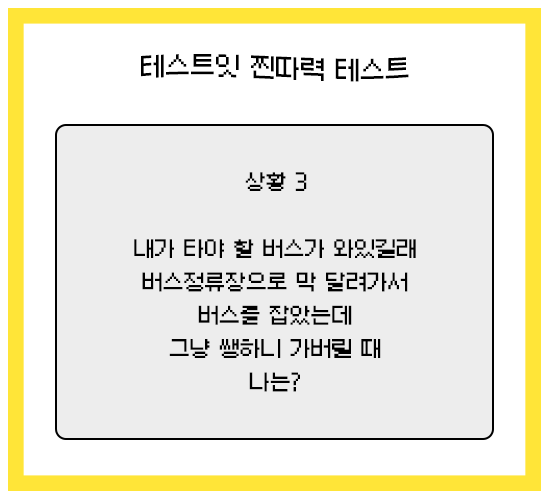 테스트잇 찐따력 테스트
상황 3
내가 타야 할 버스가 와있길래
버스정류장으로 막 달려가서
버스를 잡았는데
그냥 쌩하니 가버릴 때
나는?